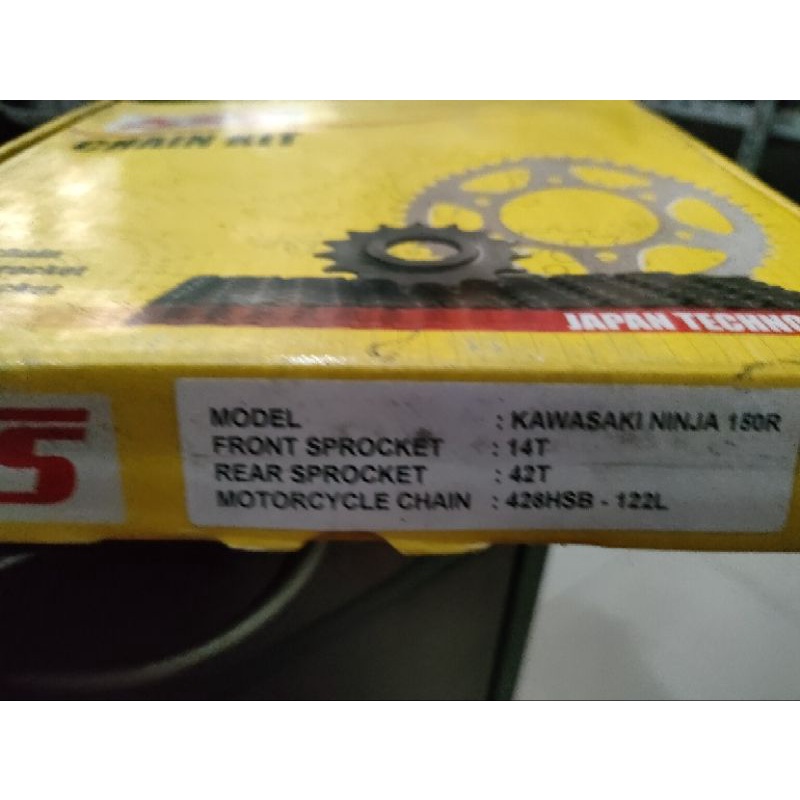 CHAIN KIT
JAPAN TECHNO
S
MODEL : KAWASAKI NINJA 150R
FRONT SPROCKET : 14T
REAR SPROCKET : 42T
MOTORCYCLE CHAIN : 428HSB - 122L